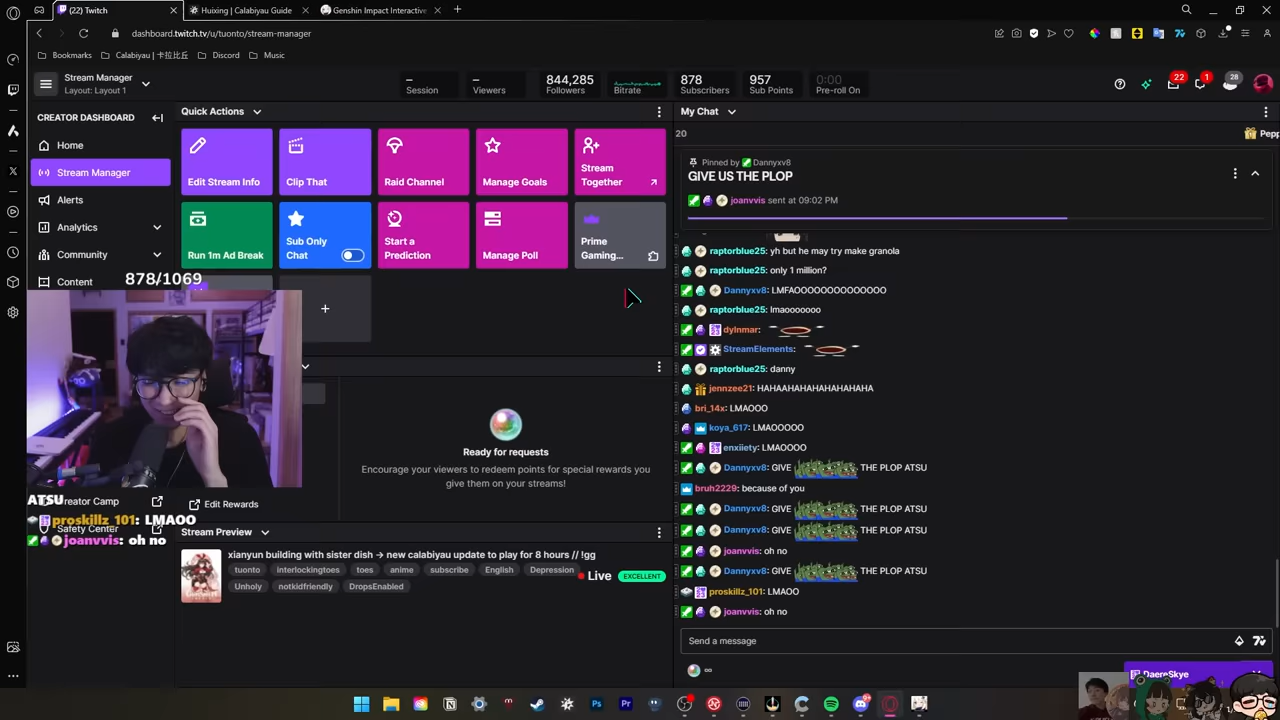 (22) Twitch
Huixing | Calabiyau Guide
Genshin Impact Interactive
dashboard.twitch.tv/u/tuonto/stream-manager
Bookmarks
Calabiyau | 卡拉比丘
Discord
Music
Stream Manager
Layout: Layout 1
–
Session
–
Viewers
844,285
Followers
Bitrate
878
Subscribers
957
Sub Points
0:00
Pre-roll On
22
1
28
CREATOR DASHBOARD
Home
Stream Manager
Alerts
Analytics
Community
Content
878/1069
Creator Camp
Safety Center
ATSU
proskillz_101: LMAOO
joanvvis: oh no
Quick Actions
Edit Stream Info
Clip That
Raid Channel
Manage Goals
Stream Together
Run 1m Ad Break
Sub Only Chat
Start a Prediction
Manage Poll
Prime Gaming...
+
Ready for requests
Encourage your viewers to redeem points for special rewards you
give them on your streams!
Edit Rewards
Stream Preview
xianyun building with sister dish → new calabiyau update to play for 8 hours // !gg
tuonto
interlockingtoes
toes
anime
subscribe
English
Depression
Unholy
notkidfriendly
DropsEnabled
Live
EXCELLENT
My Chat
20
Pepp
Pinned by Dannyxv8
GIVE US THE PLOP
joanvvis sent at 09:02 PM
raptorblue25: yh but he may try make granola
raptorblue25: only 1 million?
Dannyxv8: LMFAOOOOOOOOOOOOOO
raptorblue25: lmaooooooo
dylnmar:
StreamElements:
raptorblue25: danny
jennzee21: HAHAAHAHAHAHAHAHA
bri_14x: LMAOOO
koya_617: LMAOOOOO
enxiiety: LMAOOOO
Dannyxv8: GIVE THE PLOP ATSU
bruh2229: because of you
Dannyxv8: GIVE THE PLOP ATSU
Dannyxv8: GIVE THE PLOP ATSU
joanvvis: oh no
Dannyxv8: GIVE THE PLOP ATSU
proskillz_101: LMAOO
joanvvis: oh no
Send a message
∞
DaereSkye